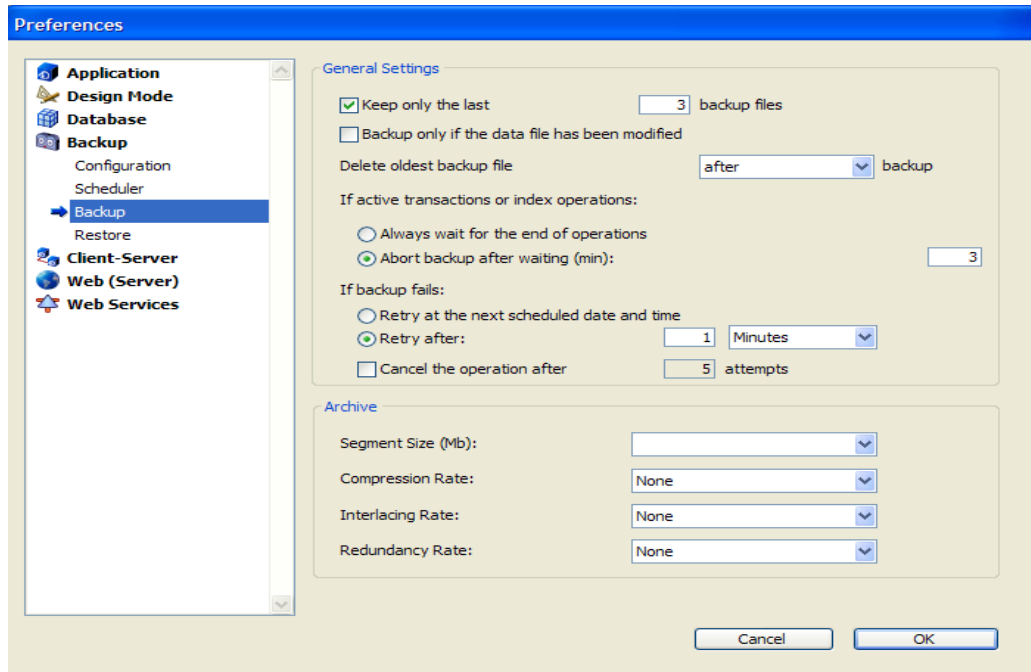 Preferences
Application
Design Mode
Database
Backup
Configuration
Scheduler
Backup
Restore
Client-Server
Web (Server)
Web Services
General Settings
Keep only the last 3 backup files
Backup only if the data file has been modified
Delete oldest backup file after backup
If active transactions or index operations:
Always wait for the end of operations
Abort backup after waiting (min): 3
If backup fails:
Retry at the next scheduled date and time
Retry after: 1 Minutes
Cancel the operation after 5 attempts
Archive
Segment Size (Mb):
Compression Rate: None
Interlacing Rate: None
Redundancy Rate: None
Cancel OK